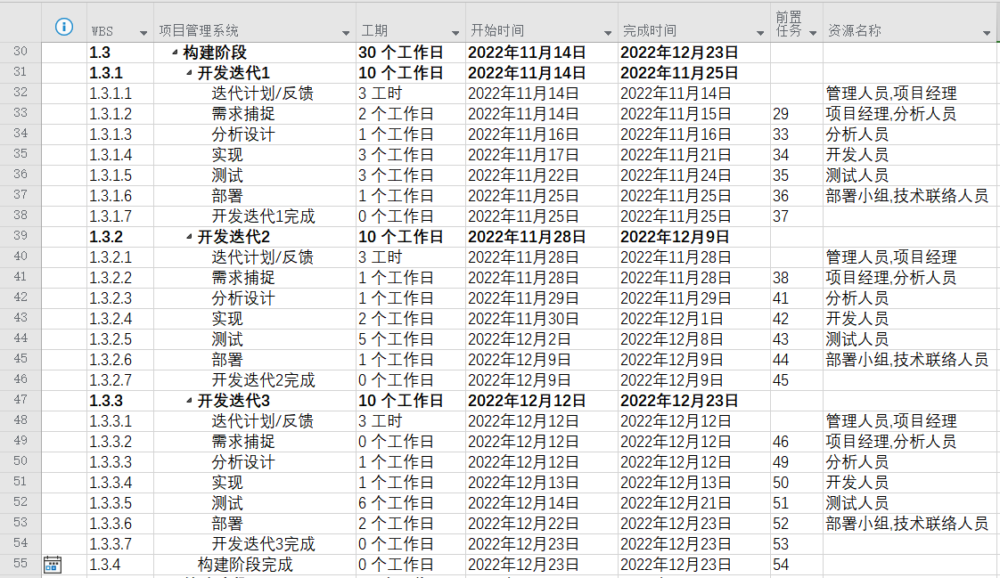 WBS 项目管理系统 工期 开始时间 完成时间 前置任务 资源名称
30 1.3 构建阶段 30 个工作日 2022年11月14日 2022年12月23日
31 1.3.1 开发迭代1 10 个工作日 2022年11月14日 2022年11月25日
32 1.3.1.1 迭代计划/反馈 3 工时 2022年11月14日 2022年11月14日 管理人员,项目经理
33 1.3.1.2 需求捕捉 2 个工作日 2022年11月14日 2022年11月15日 29 项目经理,分析人员
34 1.3.1.3 分析设计 1 个工作日 2022年11月16日 2022年11月16日 33 分析人员
35 1.3.1.4 实现 3 个工作日 2022年11月17日 2022年11月21日 34 开发人员
36 1.3.1.5 测试 3 个工作日 2022年11月22日 2022年11月24日 35 测试人员
37 1.3.1.6 部署 1 个工作日 2022年11月25日 2022年11月25日 36 部署小组,技术联络人员
38 1.3.1.7 开发迭代1完成 0 个工作日 2022年11月25日 2022年11月25日 37
39 1.3.2 开发迭代2 10 个工作日 2022年11月28日 2022年12月9日
40 1.3.2.1 迭代计划/反馈 3 工时 2022年11月28日 2022年11月28日 管理人员,项目经理
41 1.3.2.2 需求捕捉 1 个工作日 2022年11月28日 2022年11月28日 38 项目经理,分析人员
42 1.3.2.3 分析设计 1 个工作日 2022年11月29日 2022年11月29日 41 分析人员
43 1.3.2.4 实现 2 个工作日 2022年11月30日 2022年12月1日 42 开发人员
44 1.3.2.5 测试 5 个工作日 2022年12月2日 2022年12月8日 43 测试人员
45 1.3.2.6 部署 1 个工作日 2022年12月9日 2022年12月9日 44 部署小组,技术联络人员
46 1.3.2.7 开发迭代2完成 0 个工作日 2022年12月9日 2022年12月9日 45
47 1.3.3 开发迭代3 10 个工作日 2022年12月12日 2022年12月23日
48 1.3.3.1 迭代计划/反馈 3 工时 2022年12月12日 2022年12月12日 管理人员,项目经理
49 1.3.3.2 需求捕捉 0 个工作日 2022年12月12日 2022年12月12日 46 项目经理,分析人员
50 1.3.3.3 分析设计 1 个工作日 2022年12月12日 2022年12月12日 49 分析人员
51 1.3.3.4 实现 1 个工作日 2022年12月13日 2022年12月13日 50 开发人员
52 1.3.3.5 测试 6 个工作日 2022年12月14日 2022年12月21日 51 测试人员
53 1.3.3.6 部署 2 个工作日 2022年12月22日 2022年12月23日 52 部署小组,技术联络人员
54 1.3.3.7 开发迭代3完成 0 个工作日 2022年12月23日 2022年12月23日 53
55 1.3.4 构建阶段完成 0 个工作日 2022年12月23日 2022年12月23日 54